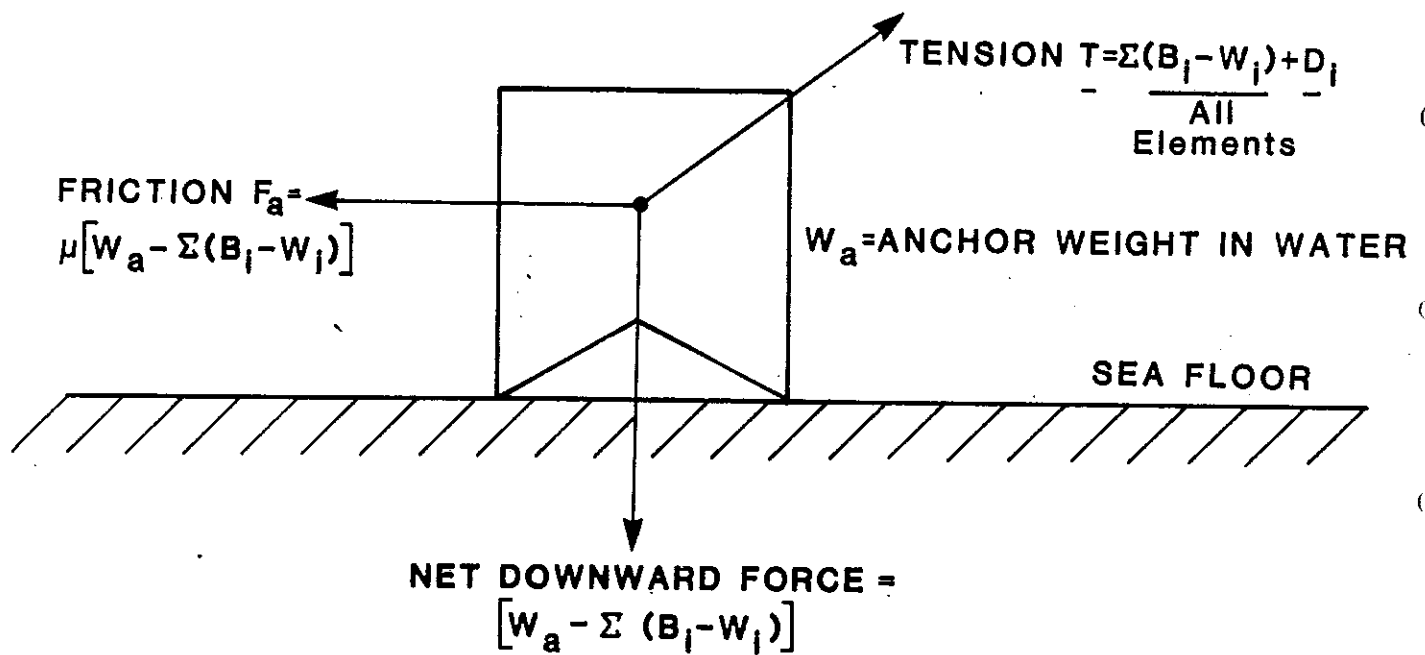 TENSION T=Σ(Bi-Wi)+Di
All
Elements
FRICTION Fa=
μ[Wa-Σ(Bi-Wi)]
Wa=ANCHOR WEIGHT IN WATER
SEA FLOOR
NET DOWNWARD FORCE =
[Wa-Σ (Bi-Wi)]